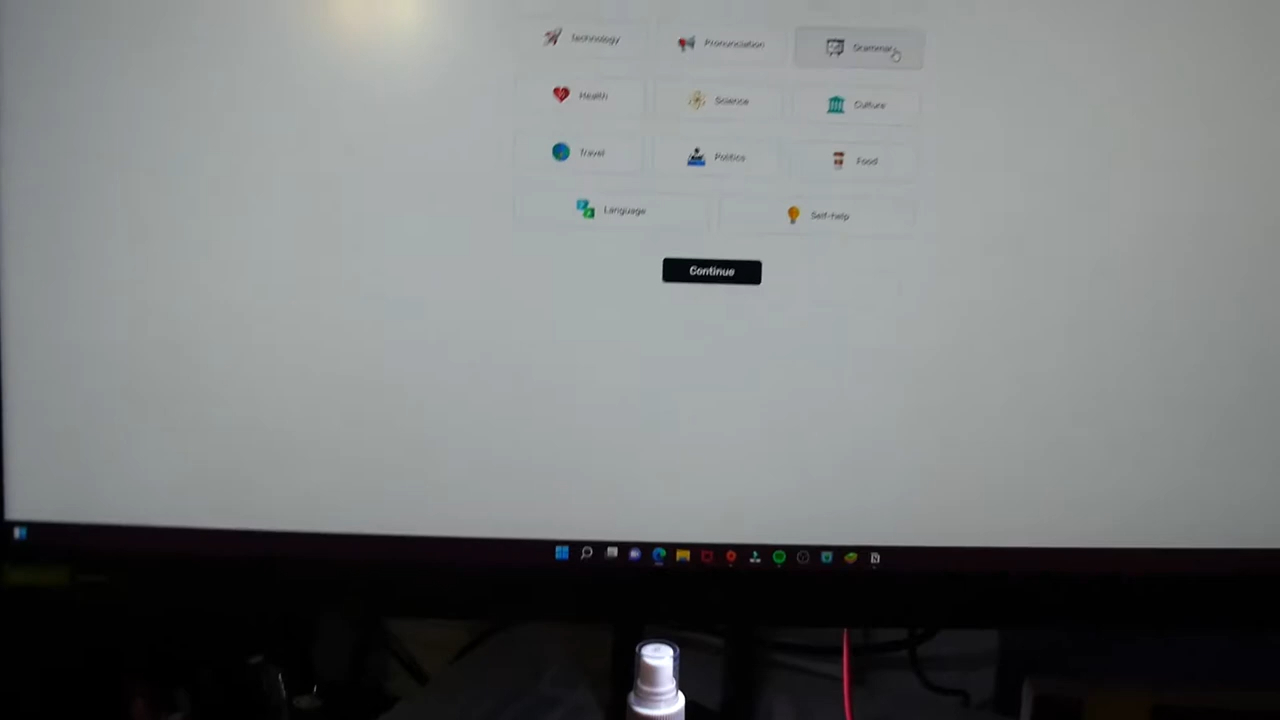 Technology Pronunciation Grammar
Health Science Culture
Travel Politics Food
Language Self-help
Continue